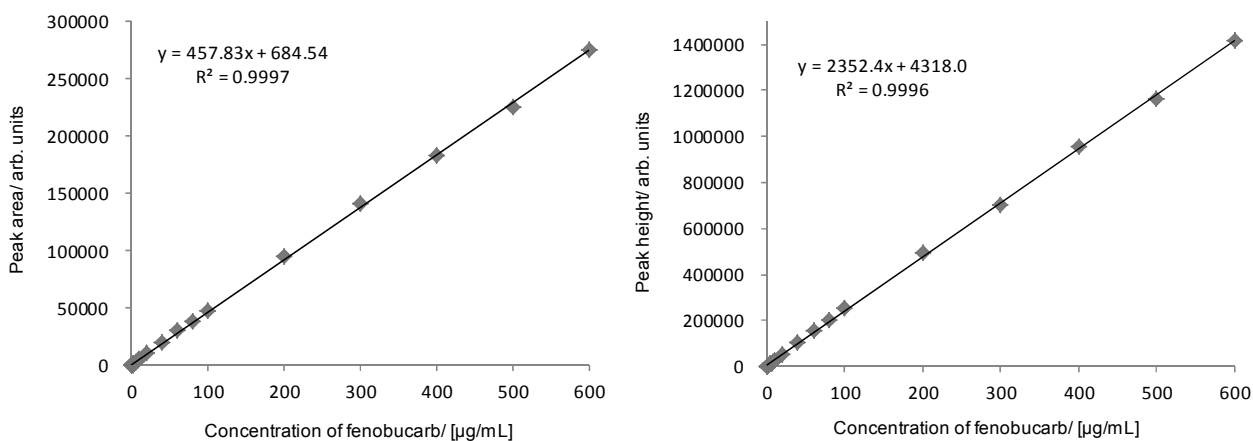 300000
250000
200000
150000
100000
50000
0
Peak area/ arb. units
y = 457.83x + 684.54
R² = 0.9997
0 100 200 300 400 500 600
Concentration of fenobucarb/ [µg/mL]
1400000
1200000
1000000
800000
600000
400000
200000
0
Peak height/ arb. units
y = 2352.4x + 4318.0
R² = 0.9996
0 100 200 300 400 500 600
Concentration of fenobucarb/ [µg/mL]